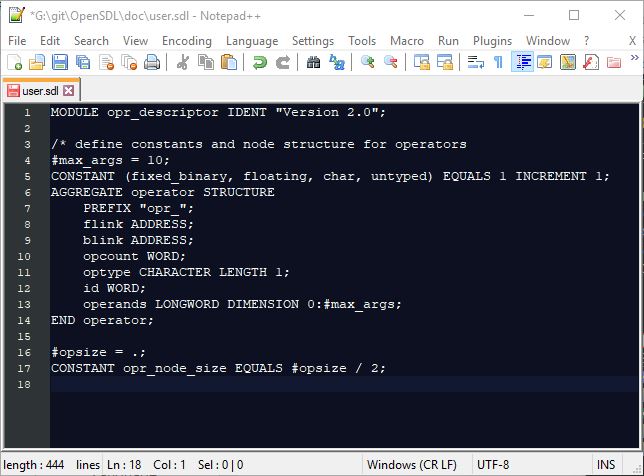 *G:\git\OpenSDL\doc\user.sdl - Notepad++
File Edit Search View Encoding Language Settings Tools Macro Run Plugins Window ? X
user.sdl
1 MODULE opr_descriptor IDENT "Version 2.0";
2
3 /* define constants and node structure for operators
4 #max_args = 10;
5 CONSTANT (fixed_binary, floating, char, untyped) EQUALS 1 INCREMENT 1;
6 AGGREGATE operator STRUCTURE
7 PREFIX "opr_";
8 flink ADDRESS;
9 blink ADDRESS;
10 opcount WORD;
11 optype CHARACTER LENGTH 1;
12 id WORD;
13 operands LONGWORD DIMENSION 0:#max_args;
14 END operator;
15
16 #opsize = .;
17 CONSTANT opr_node_size EQUALS #opsize / 2;
18
length : 444 lines Ln : 18 Col : 1 Sel : 0 | 0 Windows (CR LF) UTF-8 INS